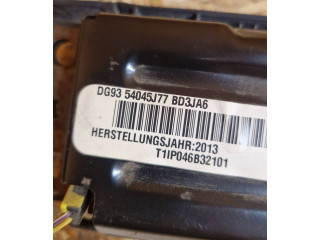 DG93 54045J77 BD3JA6
HERSTELLUNGSJAHR:2013
T1IP046B32101